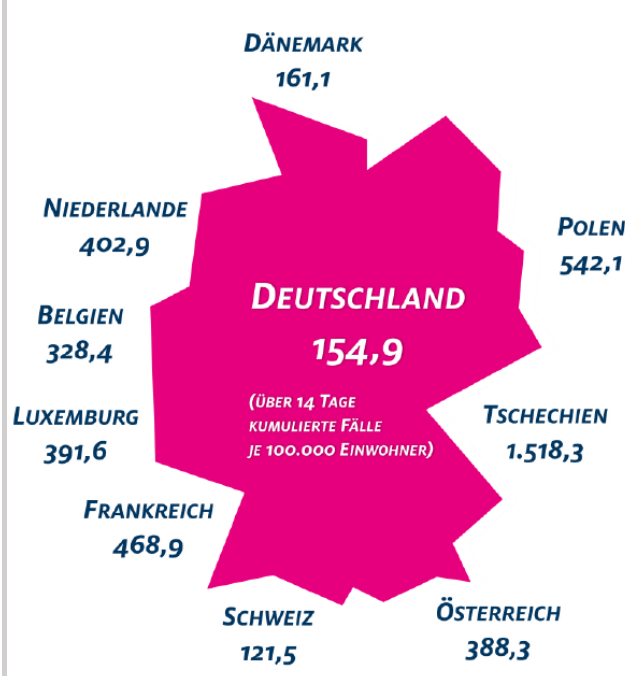 DÄNEMARK
161,1
NIEDERLANDE
402,9
POLEN
542,1
BELGIEN
328,4
DEUTSCHLAND
154,9
(ÜBER 14 TAGE
KUMULIERTE FÄLLE
JE 100.000 EINWOHNER)
LUXEMBURG
391,6
TSCHECHIEN
1.518,3
FRANKREICH
468,9
SCHWEIZ
121,5
ÖSTERREICH
388,3